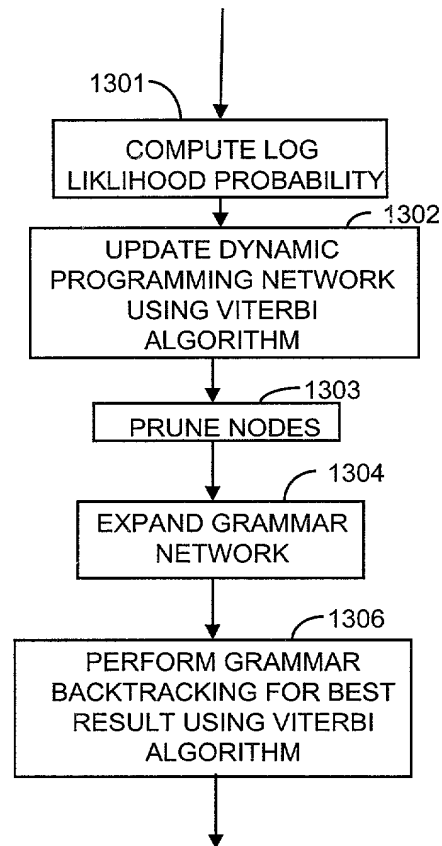 1301
COMPUTE LOG
LIKLIHOOD PROBABILITY
1302
UPDATE DYNAMIC
PROGRAMMING NETWORK
USING VITERBI
ALGORITHM
1303
PRUNE NODES
1304
EXPAND GRAMMAR
NETWORK
1306
PERFORM GRAMMAR
BACKTRACKING FOR BEST
RESULT USING VITERBI
ALGORITHM